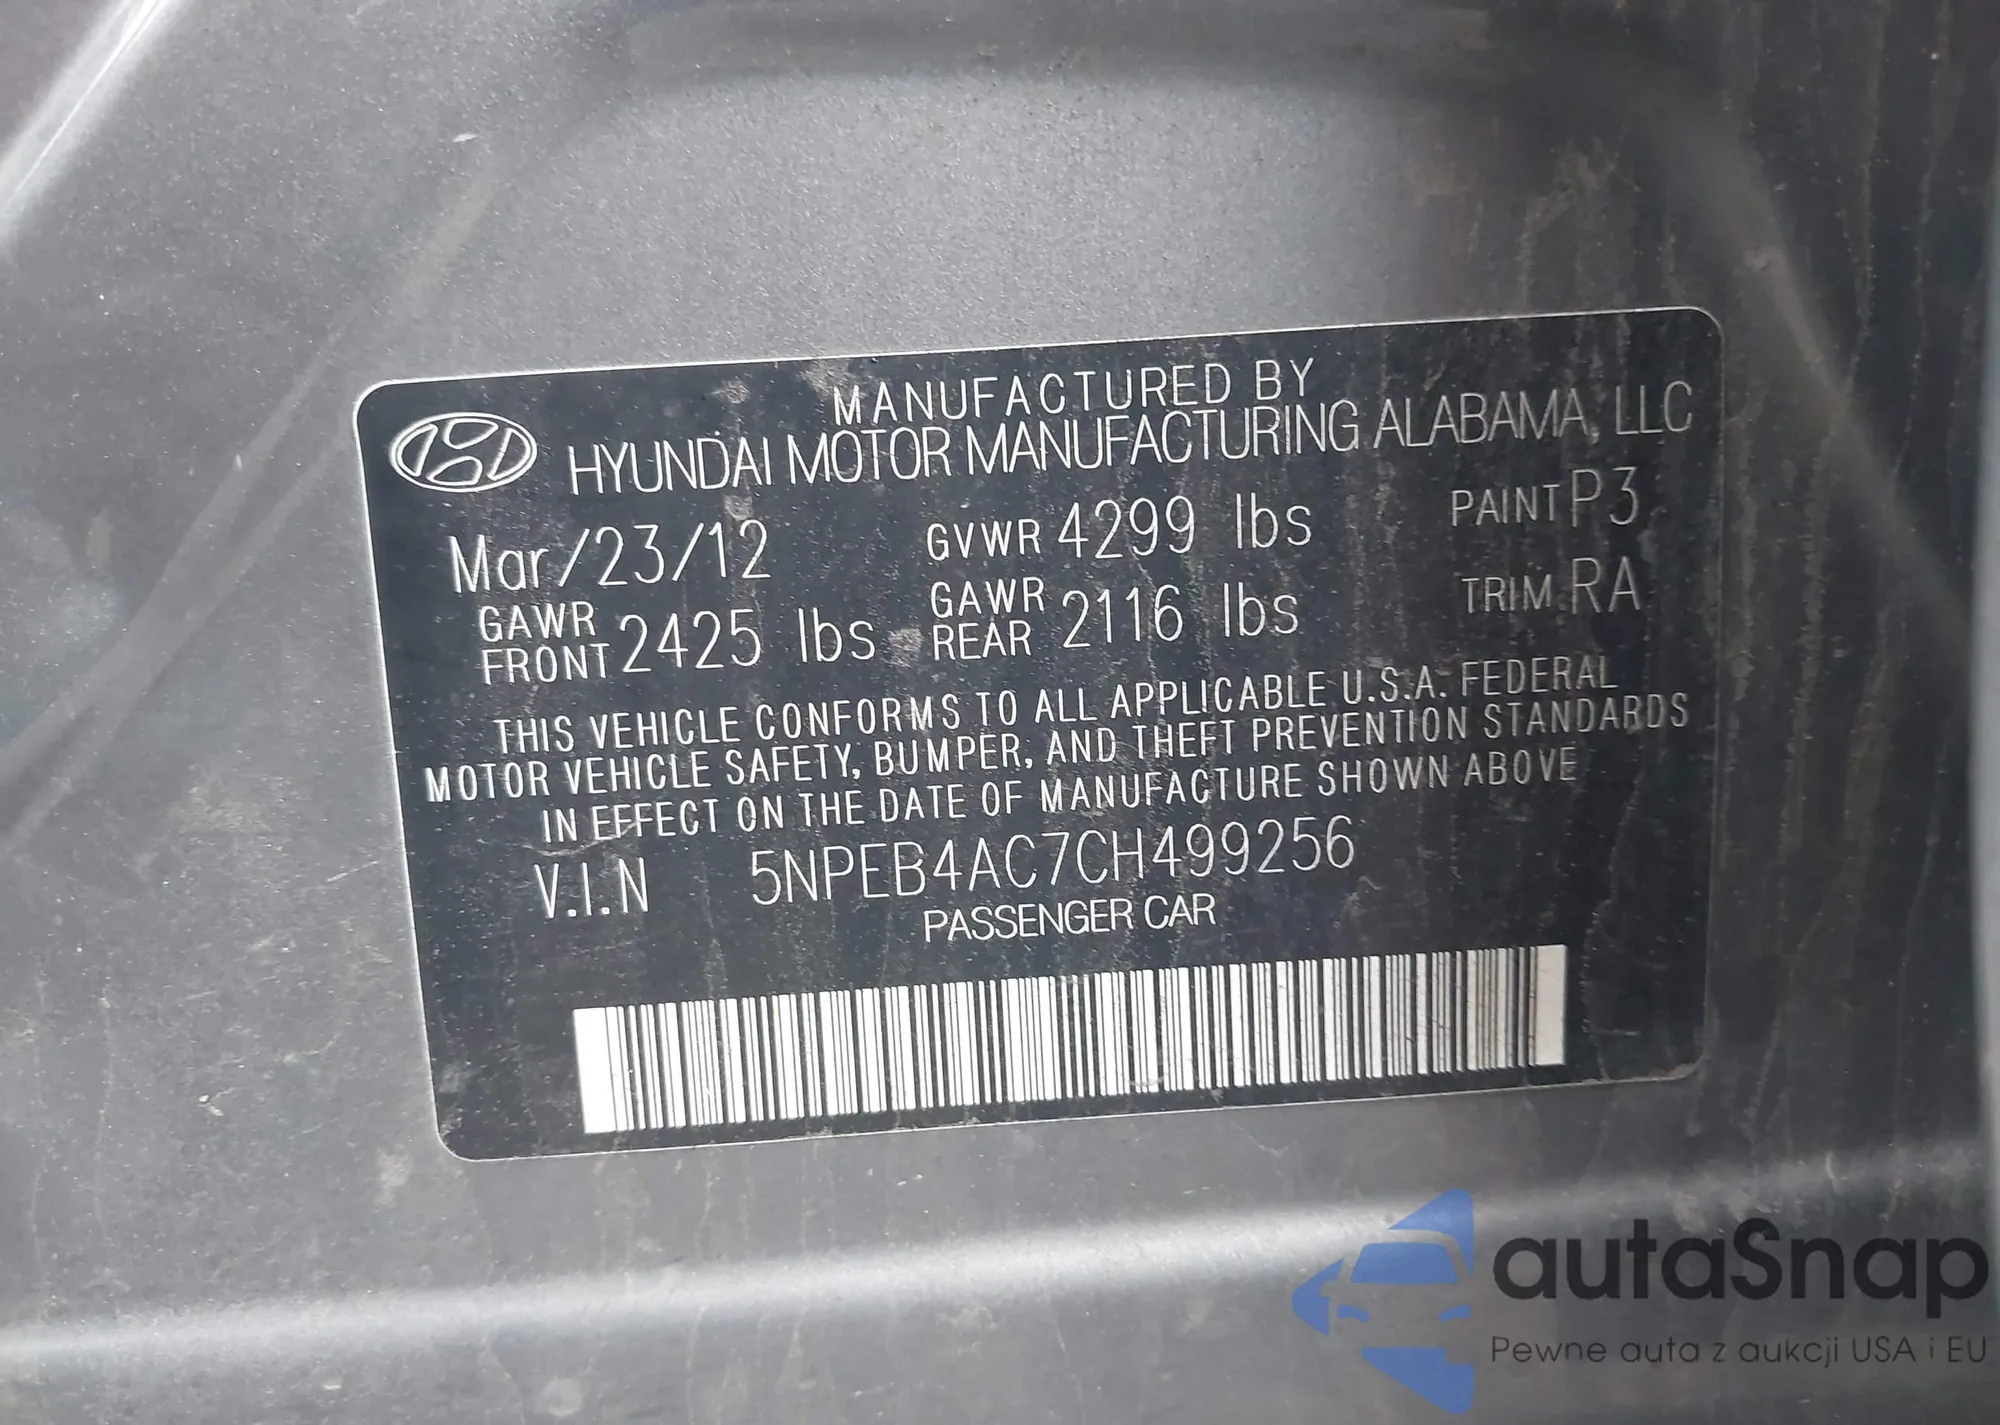 MANUFACTURED BY
HYUNDAI MOTOR MANUFACTURING ALABAMA, LLC
Mar/23/12 GVWR 4299 lbs PAINT P3
GAWR FRONT 2425 lbs GAWR REAR 2116 lbs TRIM RA
THIS VEHICLE CONFORMS TO ALL APPLICABLE U.S.A. FEDERAL
MOTOR VEHICLE SAFETY, BUMPER, AND THEFT PREVENTION STANDARDS
IN EFFECT ON THE DATE OF MANUFACTURE SHOWN ABOVE
V.I.N 5NPEB4AC7CH499256
PASSENGER CAR
autaSnap
Pewne auta z aukcji USA i EU